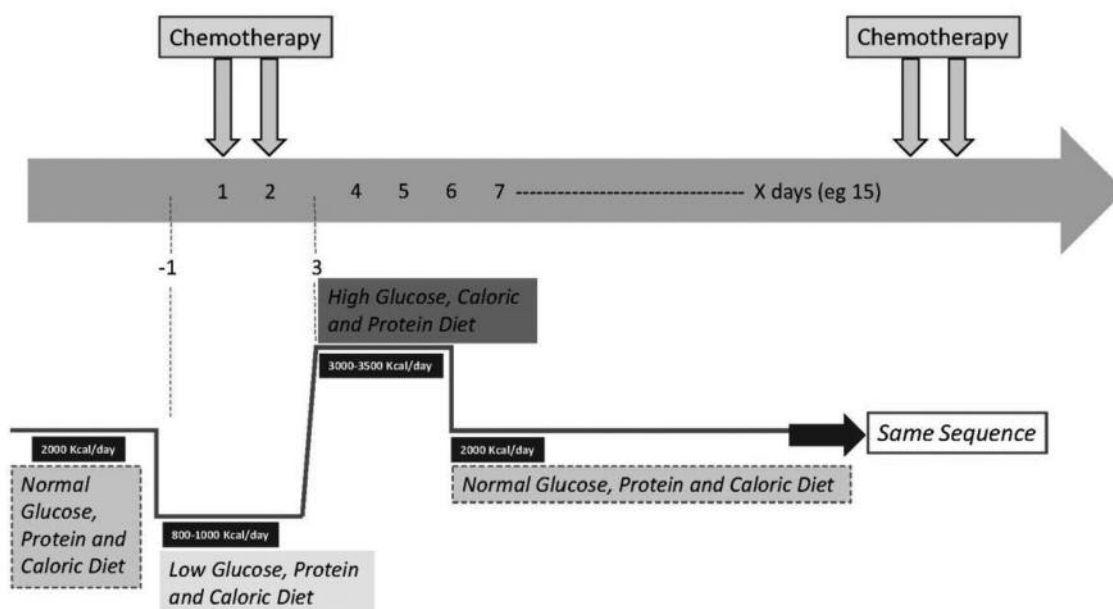 Chemotherapy
Chemotherapy
1 2 4 5 6 7 ------------------------ X days (eg 15)
-1 3
High Glucose, Caloric
and Protein Diet
3000-3500 Kcal/day
2000 Kcal/day
Normal
Glucose,
Protein and
Caloric Diet
800-1000 Kcal/day
Low Glucose, Protein
and Caloric Diet
2000 Kcal/day
Normal Glucose, Protein and Caloric Diet
Same Sequence